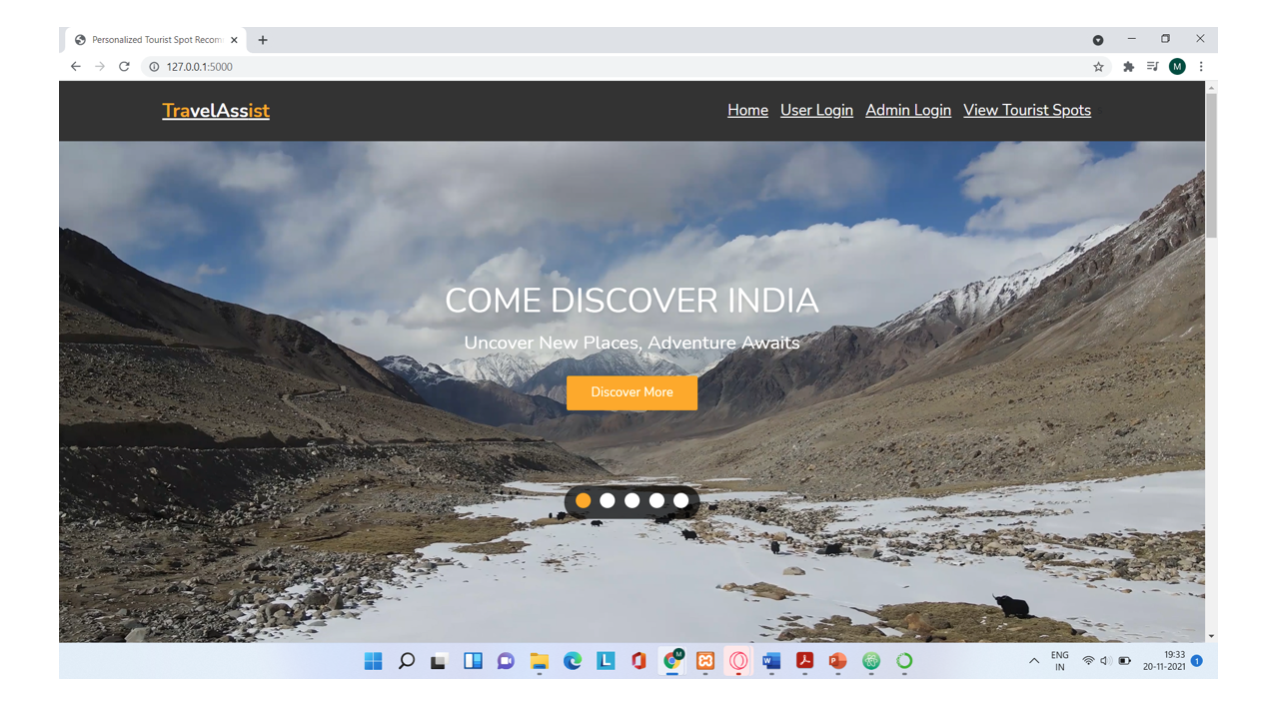 Personalized Tourist Spot Recom
127.0.0.1:5000
M
TravelAssist
Home User Login Admin Login View Tourist Spots
COME DISCOVER INDIA
Uncover New Places, Adventure Awaits
Discover More
ENG
IN
19:33
20-11-2021
1